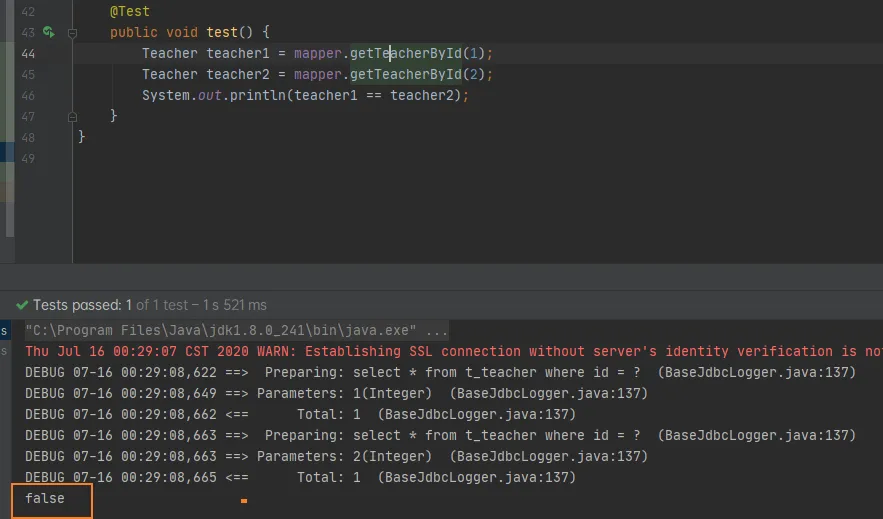 42 @Test
43 public void test() {
44 Teacher teacher1 = mapper.getTeacherById(1);
45 Teacher teacher2 = mapper.getTeacherById(2);
46 System.out.println(teacher1 == teacher2);
47 }
48 }
49
Tests passed: 1 of 1 test – 1 s 521 ms
s "C:\Program Files\Java\jdk1.8.0_241\bin\java.exe" ...
s Thu Jul 16 00:29:07 CST 2020 WARN: Establishing SSL connection without server's identity verification is no
DEBUG 07-16 00:29:08,622 ==>  Preparing: select * from t_teacher where id = ?  (BaseJdbcLogger.java:137)
DEBUG 07-16 00:29:08,649 ==> Parameters: 1(Integer)  (BaseJdbcLogger.java:137)
DEBUG 07-16 00:29:08,662 <==      Total: 1  (BaseJdbcLogger.java:137)
DEBUG 07-16 00:29:08,663 ==>  Preparing: select * from t_teacher where id = ?  (BaseJdbcLogger.java:137)
DEBUG 07-16 00:29:08,663 ==> Parameters: 2(Integer)  (BaseJdbcLogger.java:137)
DEBUG 07-16 00:29:08,665 <==      Total: 1  (BaseJdbcLogger.java:137)
false